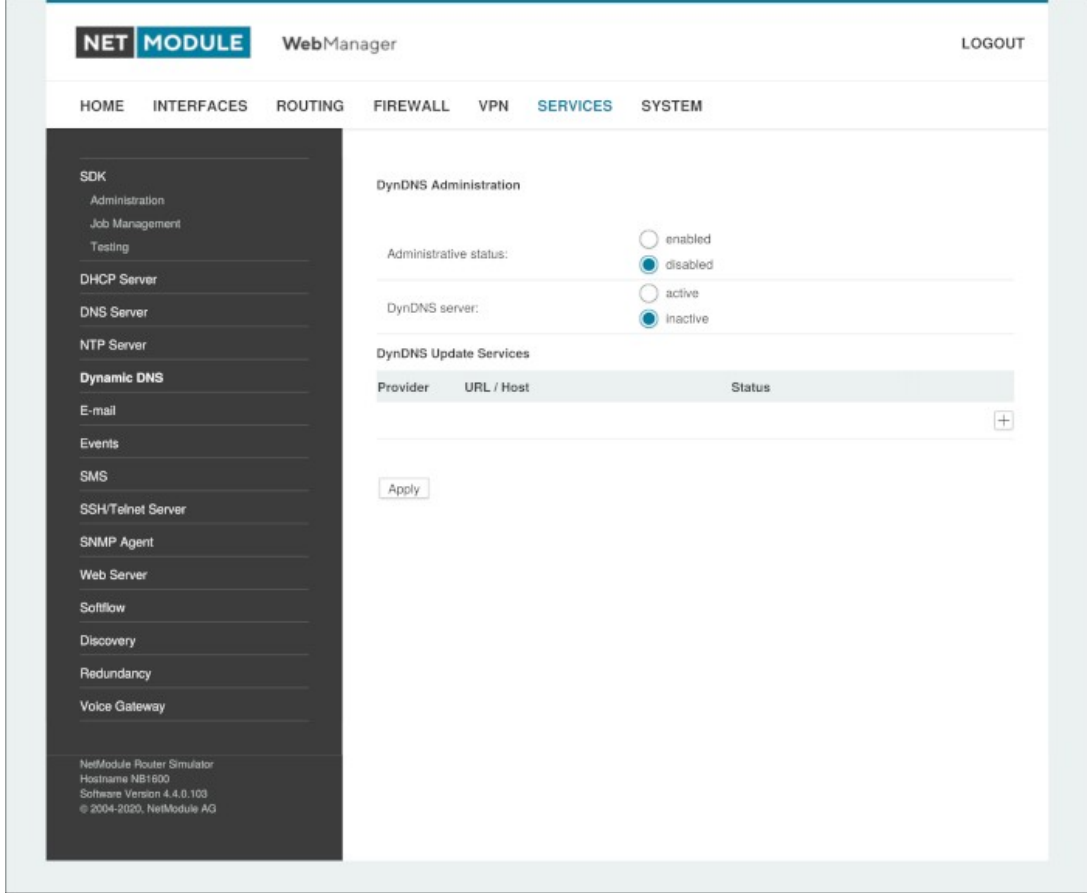 NET MODULE WebManager LOGOUT
HOME INTERFACES ROUTING FIREWALL VPN SERVICES SYSTEM
SDK
Administration
Job Management
Testing
DHCP Server
DNS Server
NTP Server
Dynamic DNS
E-mail
Events
SMS
SSH/Telnet Server
SNMP Agent
Web Server
Softflow
Discovery
Redundancy
Voice Gateway
NetModule Router Simulator
Hostname NB1600
Software Version 4.4.0.103
© 2004-2020, NetModule AG
DynDNS Administration
Administrative status:
enabled
disabled
DynDNS server:
active
inactive
DynDNS Update Services
Provider URL / Host Status
Apply